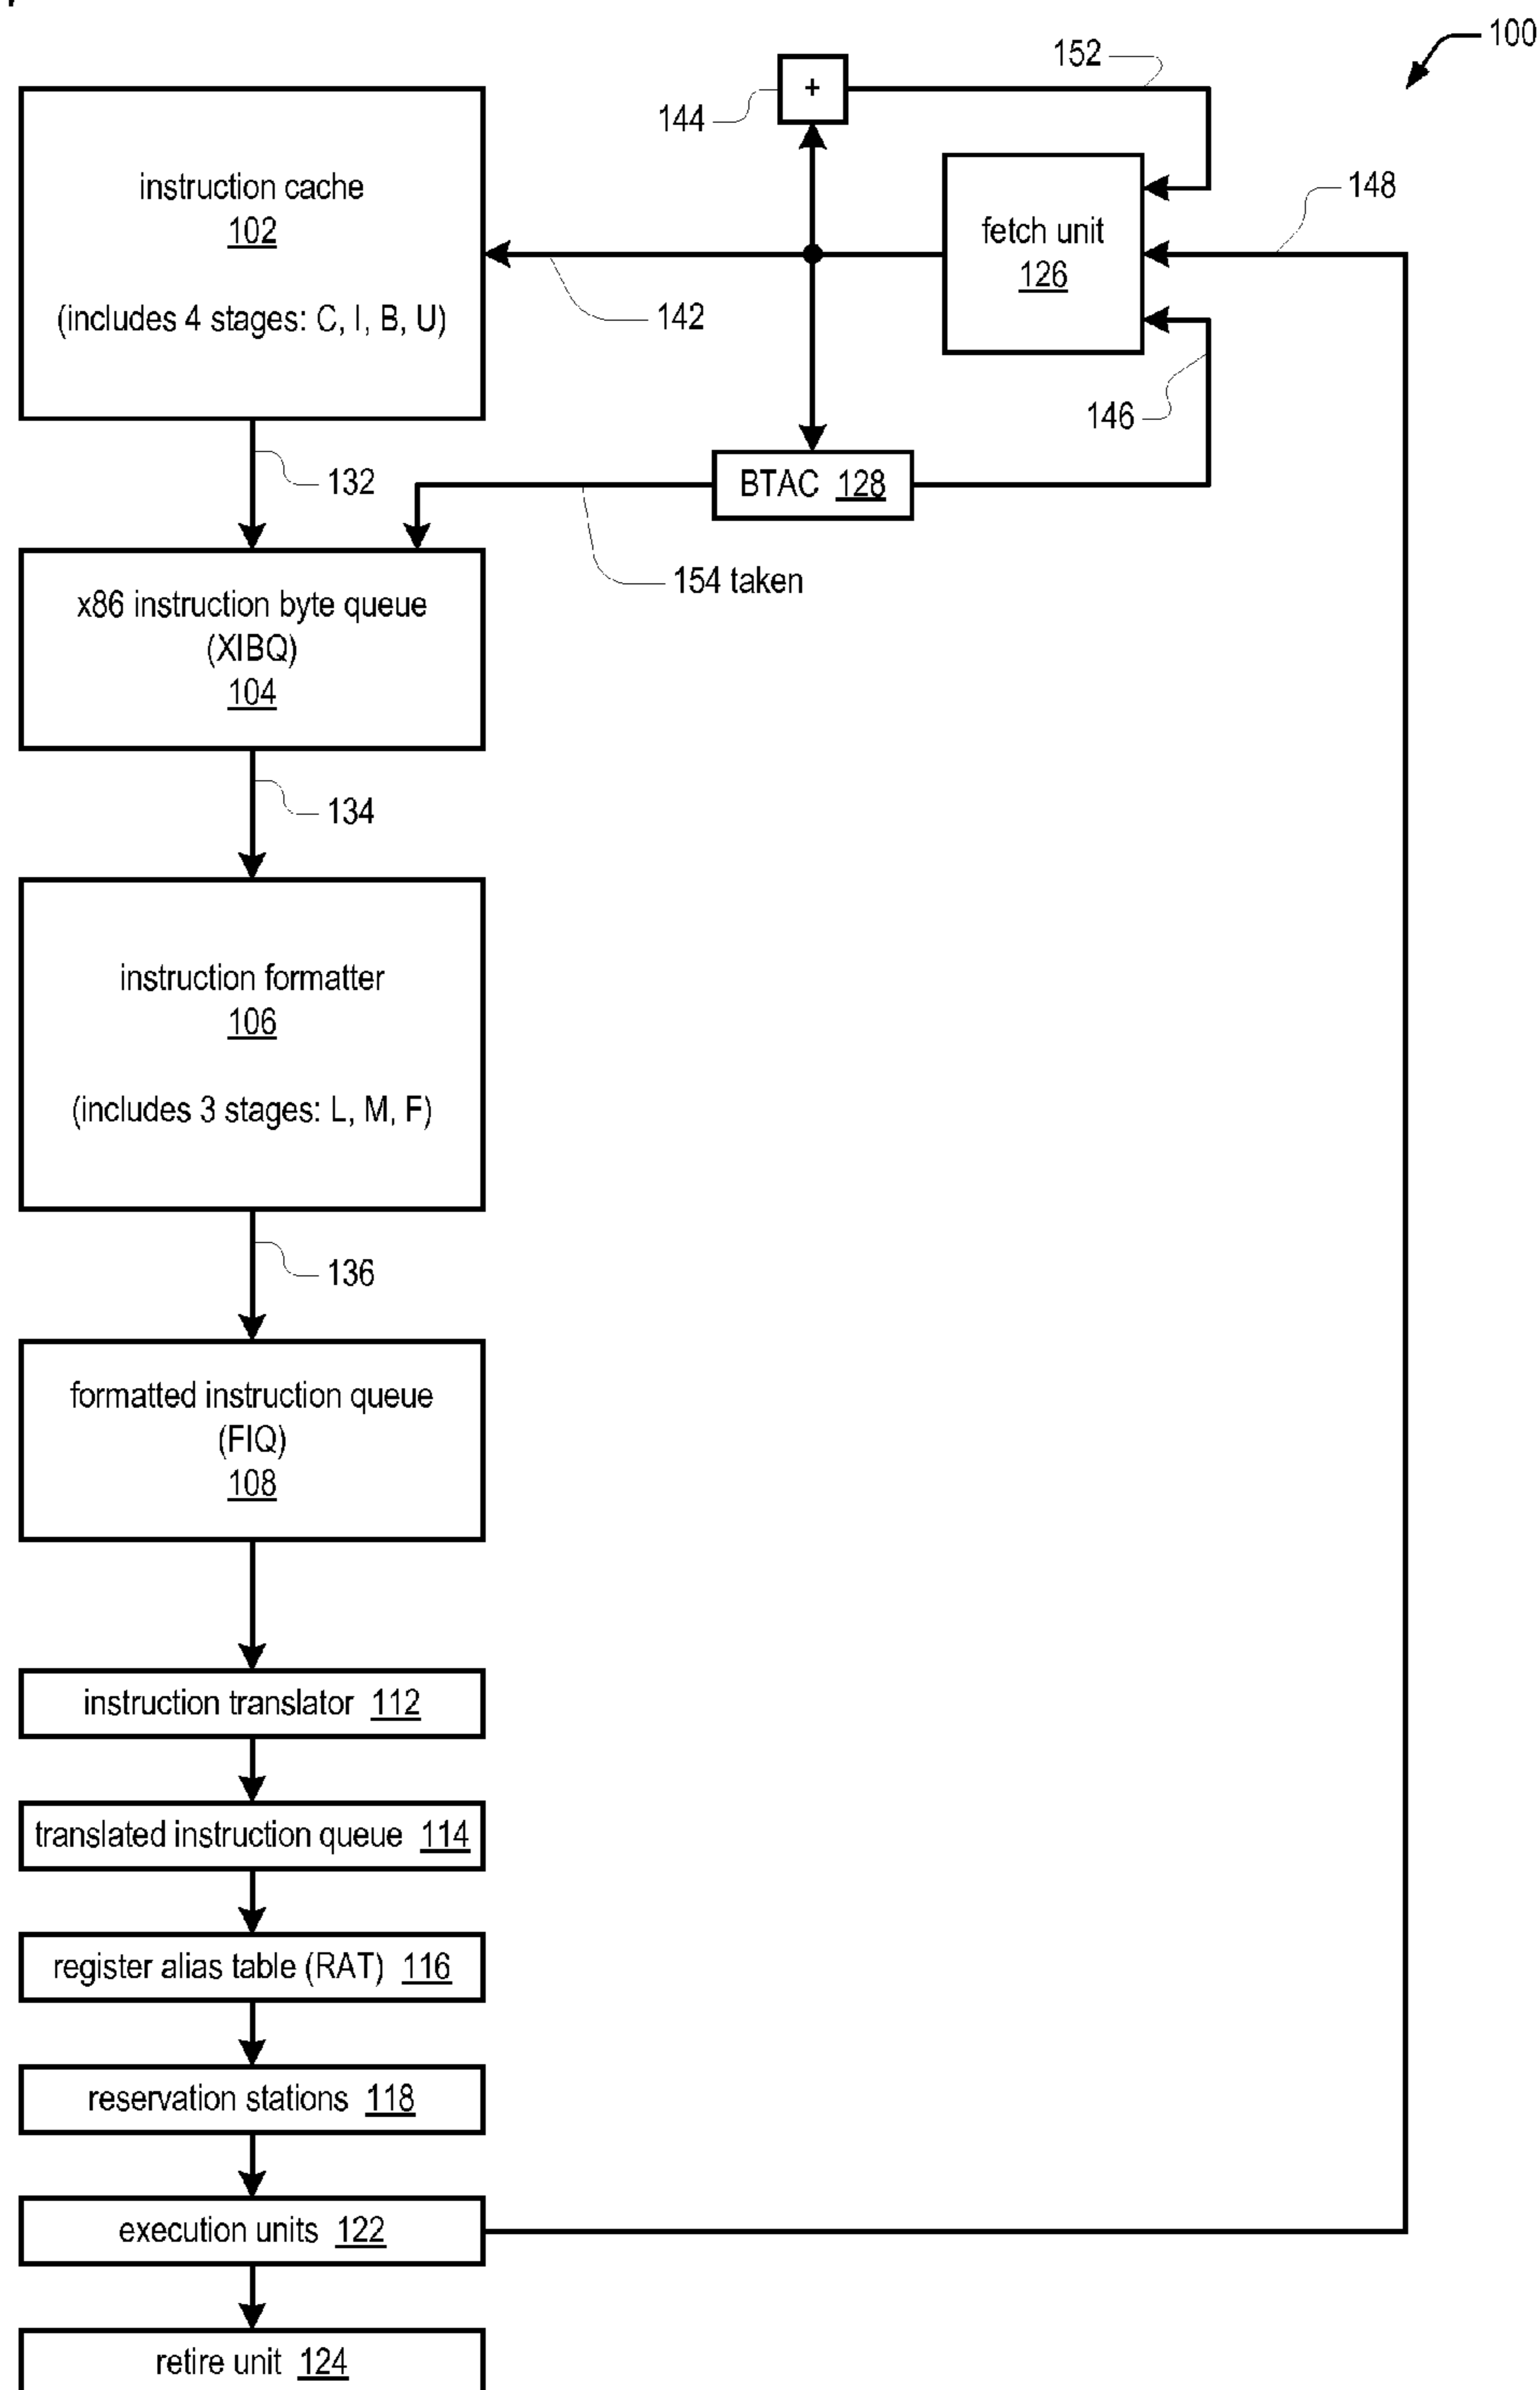 100
152
+
144
instruction cache
102
(includes 4 stages: C, I, B, U)
fetch unit
126
148
142
146
132
BTAC 128
154 taken
x86 instruction byte queue
(XIBQ)
104
134
instruction formatter
106
(includes 3 stages: L, M, F)
136
formatted instruction queue
(FIQ)
108
instruction translator 112
translated instruction queue 114
register alias table (RAT) 116
reservation stations 118
execution units 122
retire unit 124